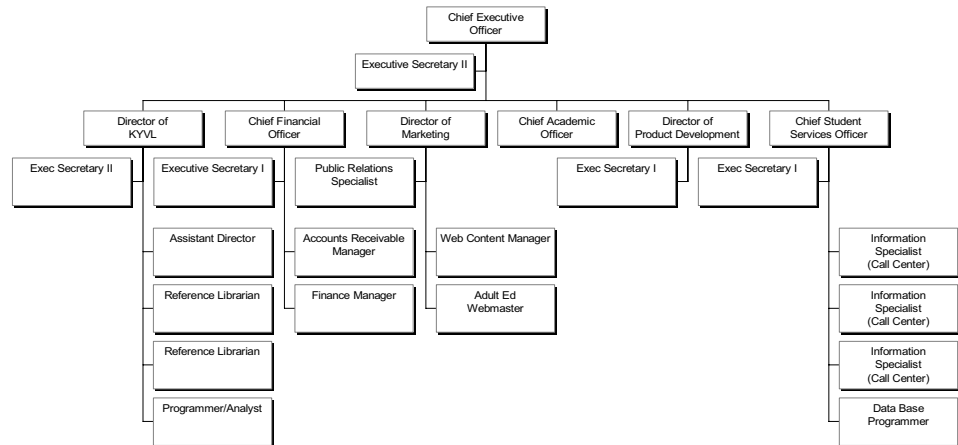 Chief Executive
Officer
Executive Secretary II
Director of
KYVL
Chief Financial
Officer
Director of
Marketing
Chief Academic
Officer
Director of
Product Development
Chief Student
Services Officer
Exec Secretary II
Executive Secretary I
Public Relations
Specialist
Exec Secretary I
Exec Secretary I
Assistant Director
Accounts Receivable
Manager
Web Content Manager
Information
Specialist
(Call Center)
Reference Librarian
Finance Manager
Adult Ed
Webmaster
Information
Specialist
(Call Center)
Reference Librarian
Information
Specialist
(Call Center)
Programmer/Analyst
Data Base
Programmer